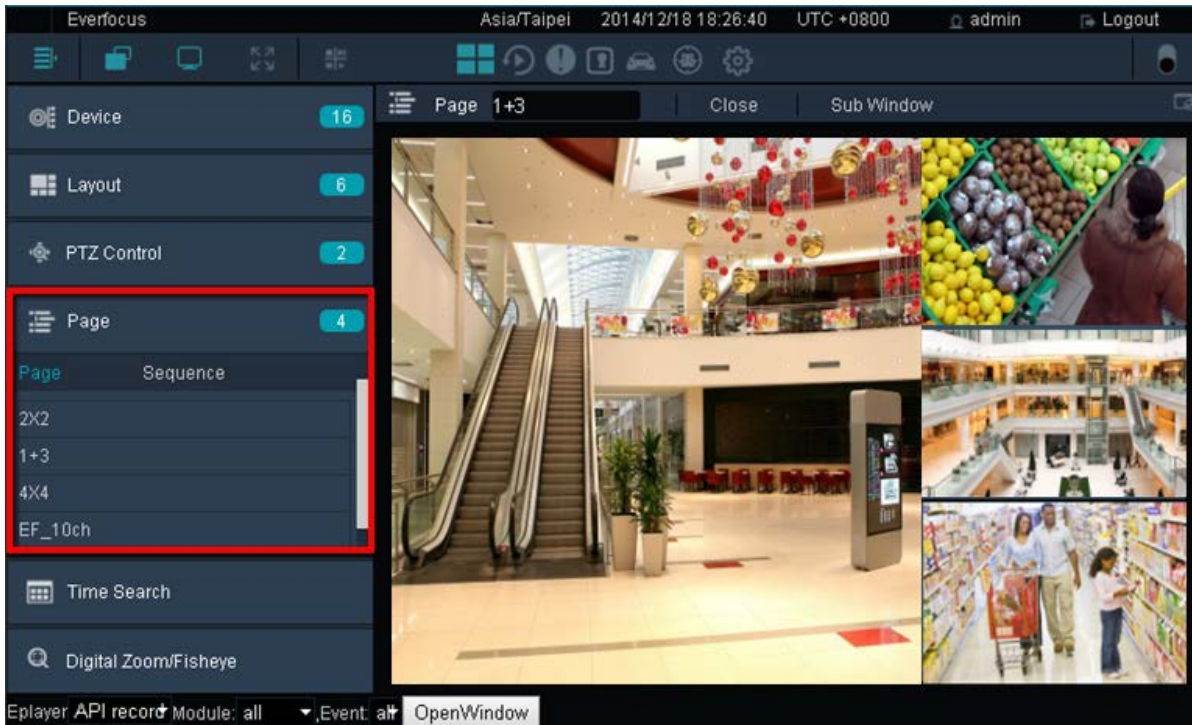 Everfocus Asia/Taipei 2014/12/18 18:26:40 UTC +0800 admin Logout
Device 16
Layout 6
PTZ Control 2
Page 4
Page Sequence
2X2
1+3
4X4
EF_10ch
Time Search
Digital Zoom/Fisheye
Page 1+3 Close Sub Window
Eplayer API record Module: all ,Event: all OpenWindow